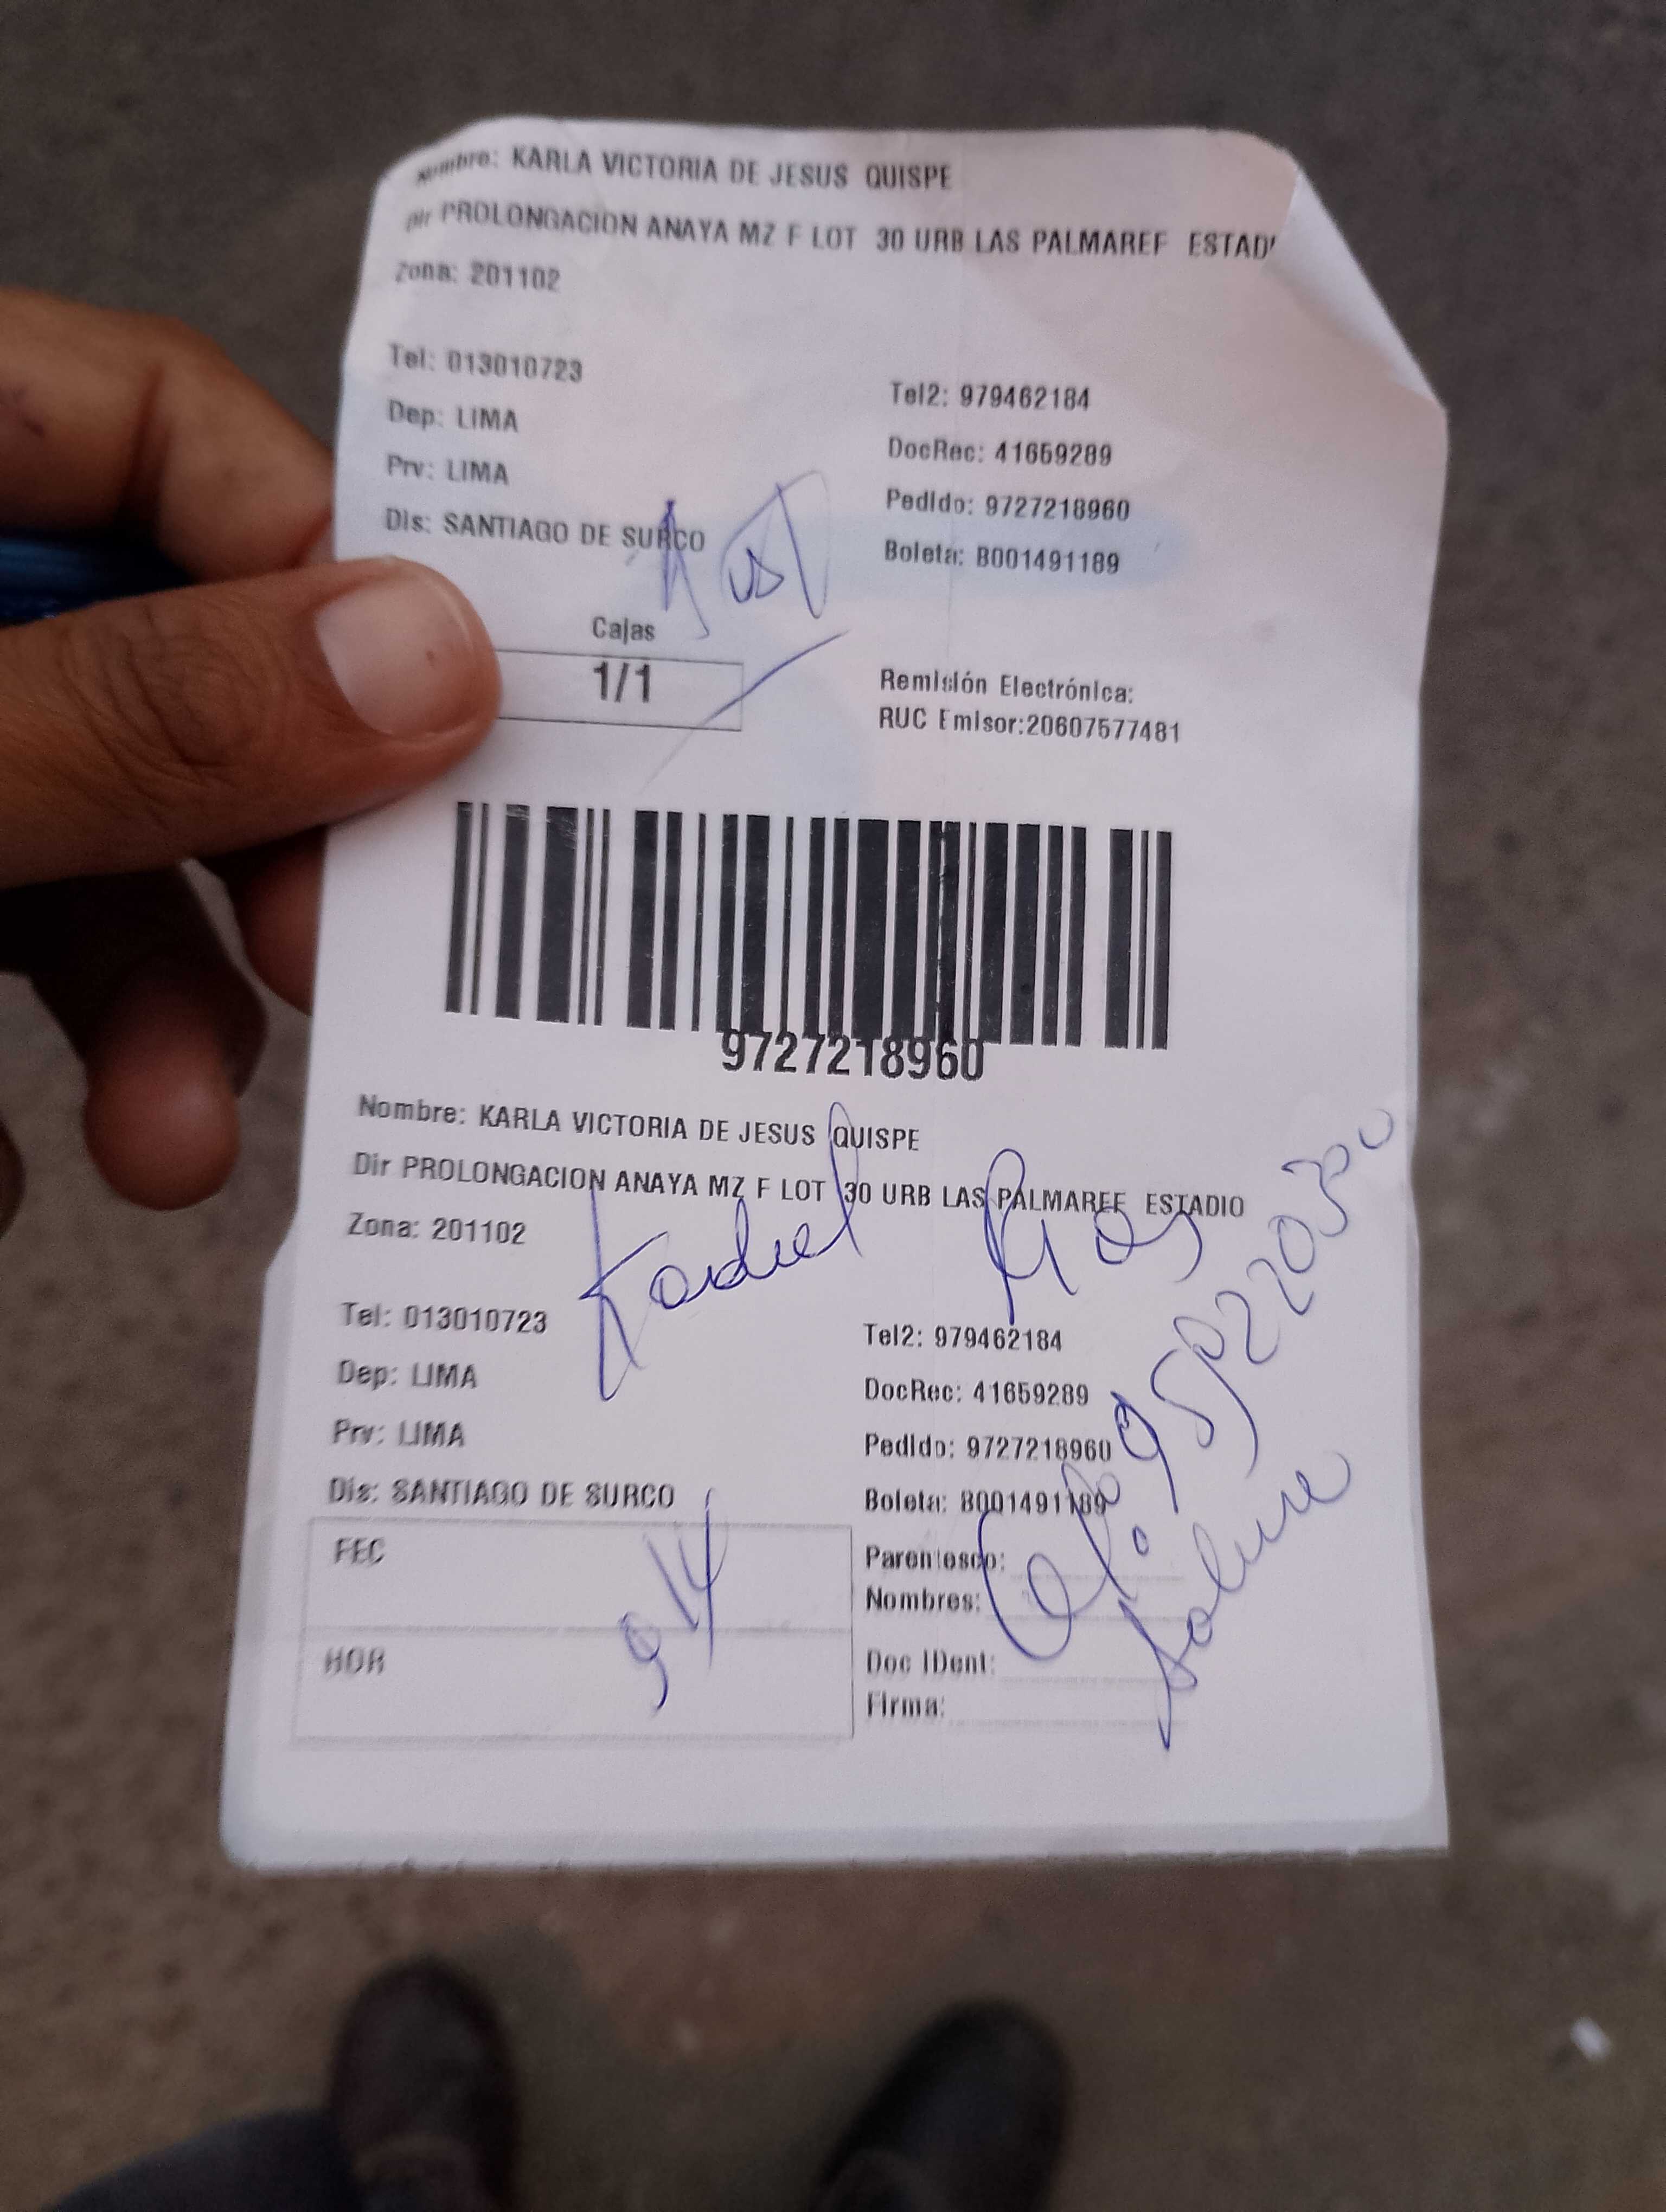 Nombre: KARLA VICTORIA DE JESUS QUISPE
Dir PROLONGACION ANAYA MZ F LOT 30 URB LAS PALMAREF ESTAD
Zona: 201102
Tel: 013010723
Tel2: 979462184
Dep: LIMA
DocRec: 41659289
Prv: LIMA
Pedido: 9727218960
Dis: SANTIAGO DE SURCO
Boleta: B001491189
Cajas
1/1
Remisión Electrónica:
RUC Emisor:20607577481
9727218960
Nombre: KARLA VICTORIA DE JESUS QUISPE
Dir PROLONGACION ANAYA MZ F LOT 30 URB LAS PALMAREF ESTADIO
Zona: 201102
Tel: 013010723
Tel2: 979462184
Dep: LIMA
DocRec: 41659289
Prv: LIMA
Pedido: 9727218960
Dis: SANTIAGO DE SURCO
Boleta: B001491189
FEC
HOR
914
Parentesco:
Nombres:
Doc IDent:
Firma: